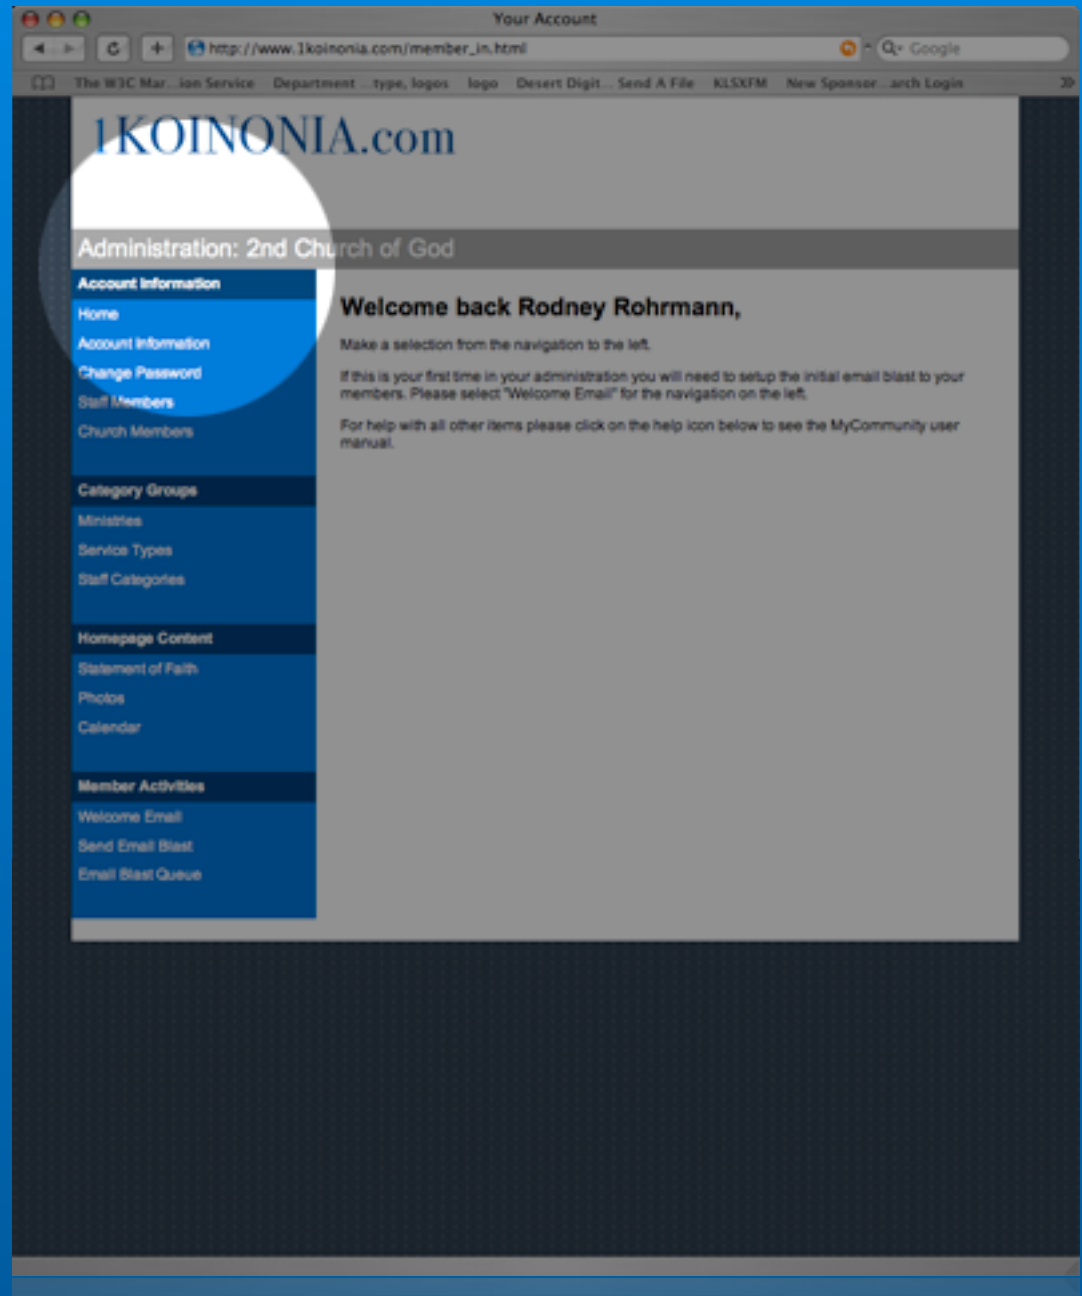 Your Account
http://www.1koinonia.com/member_in.html
Google
The W3C Mar...ion Service Department ...type, logos logo Desert Digit... Send A File KLSXFM New Sponsor...arch Login
1KOINONIA.com
Administration: 2nd Church of God
Account Information
Home
Account Information
Change Password
Staff Members
Church Members
Category Groups
Ministries
Service Types
Staff Categories
Homepage Content
Statement of Faith
Photos
Calendar
Member Activities
Welcome Email
Send Email Blast
Email Blast Queue
Welcome back Rodney Rohrmann,
Make a selection from the navigation to the left.
If this is your first time in your administration you will need to setup the initial email blast to your
members. Please select "Welcome Email" for the navigation on the left.
For help with all other items please click on the help icon below to see the MyCommunity user
manual.